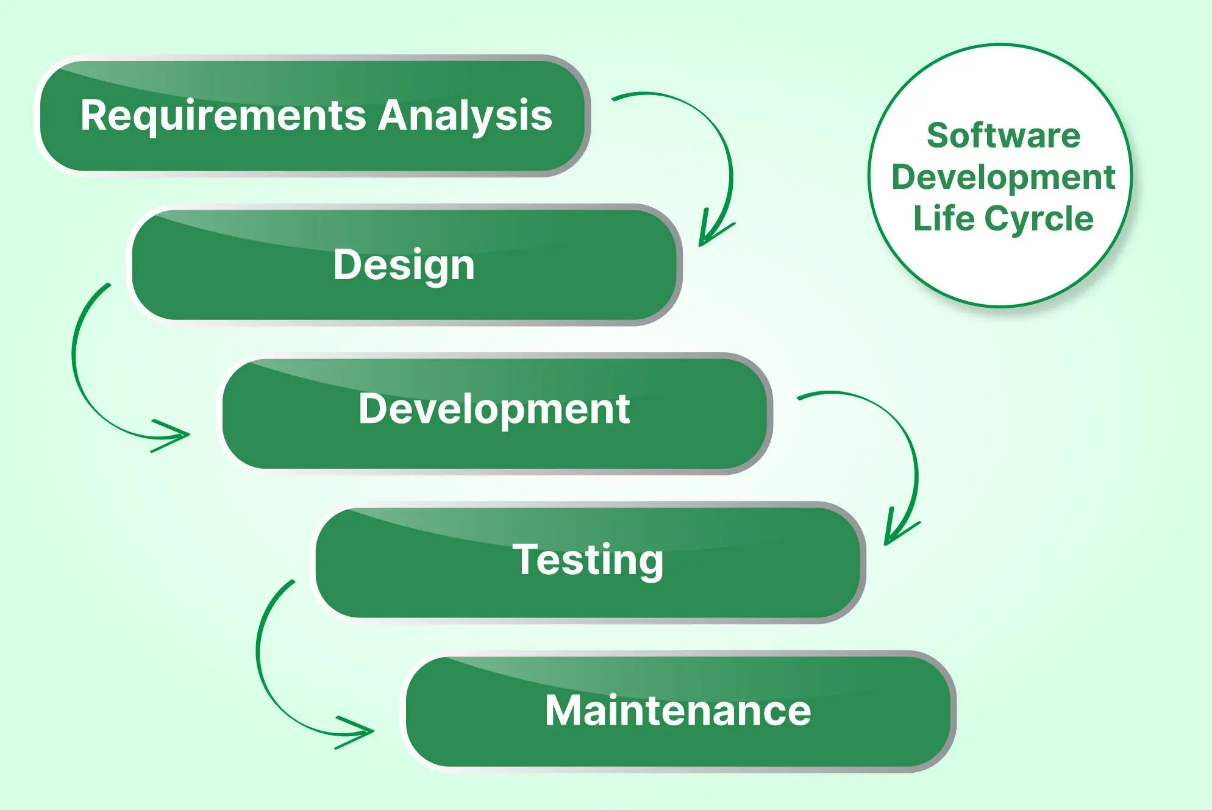 Requirements Analysis
Software
Development
Life Cyrcle
Design
Development
Testing
Maintenance